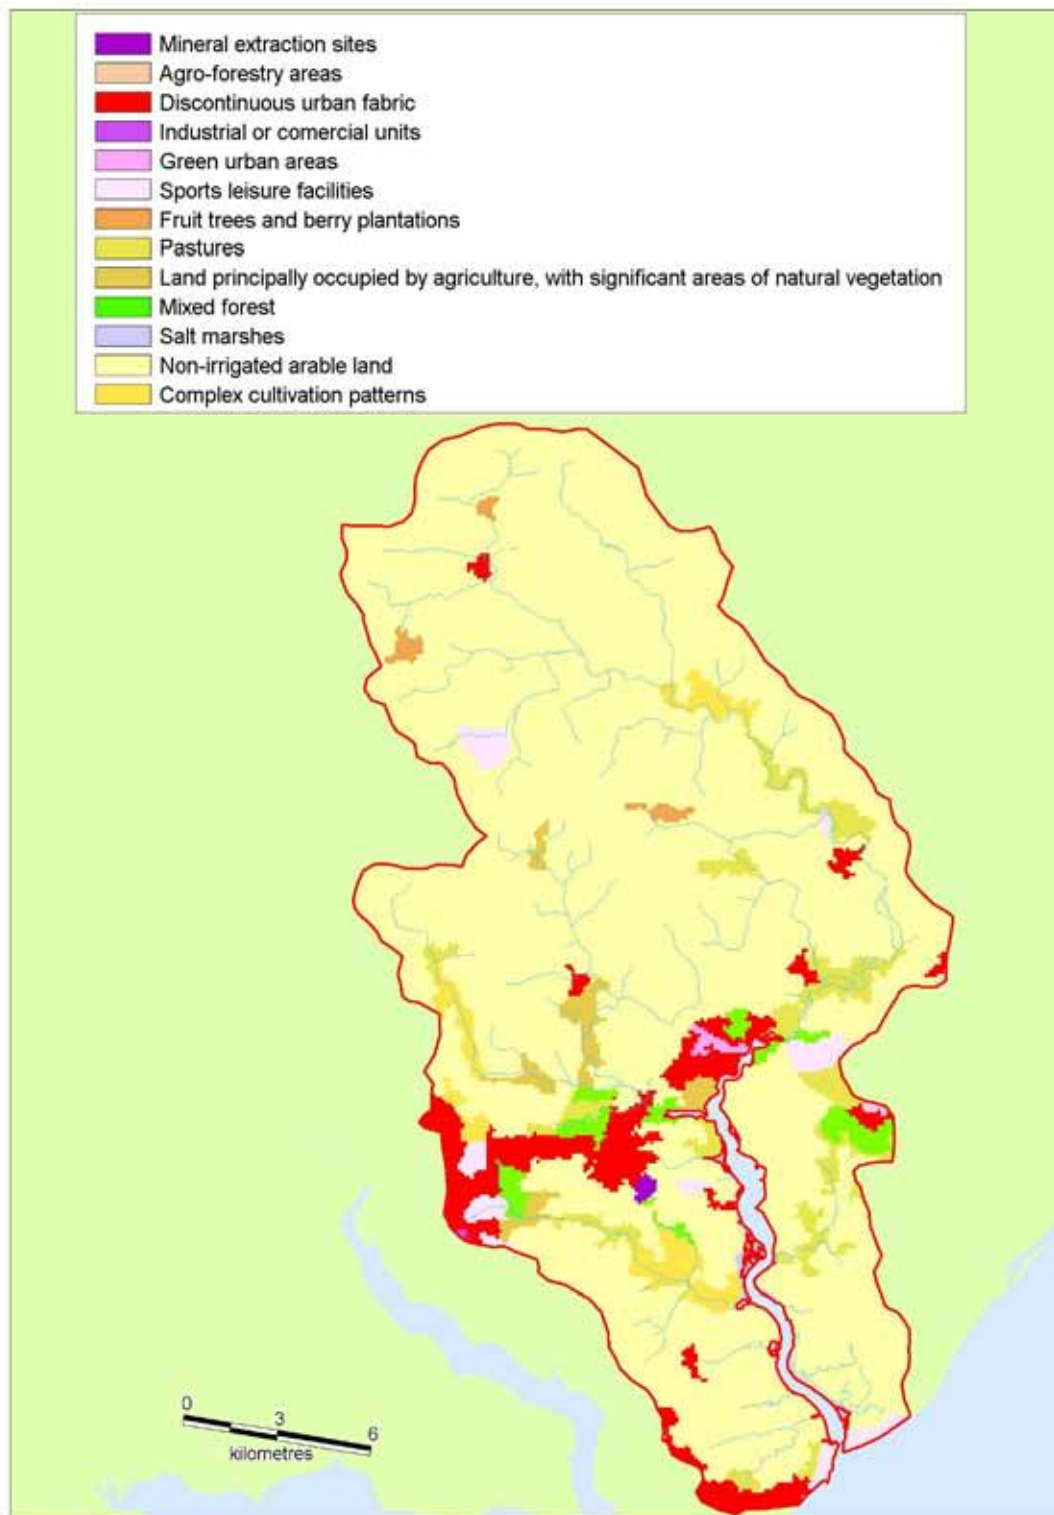 Mineral extraction sites
Agro-forestry areas
Discontinuous urban fabric
Industrial or comercial units
Green urban areas
Sports leisure facilities
Fruit trees and berry plantations
Pastures
Land principally occupied by agriculture, with significant areas of natural vegetation
Mixed forest
Salt marshes
Non-irrigated arable land
Complex cultivation patterns
0 3 6
kilometres